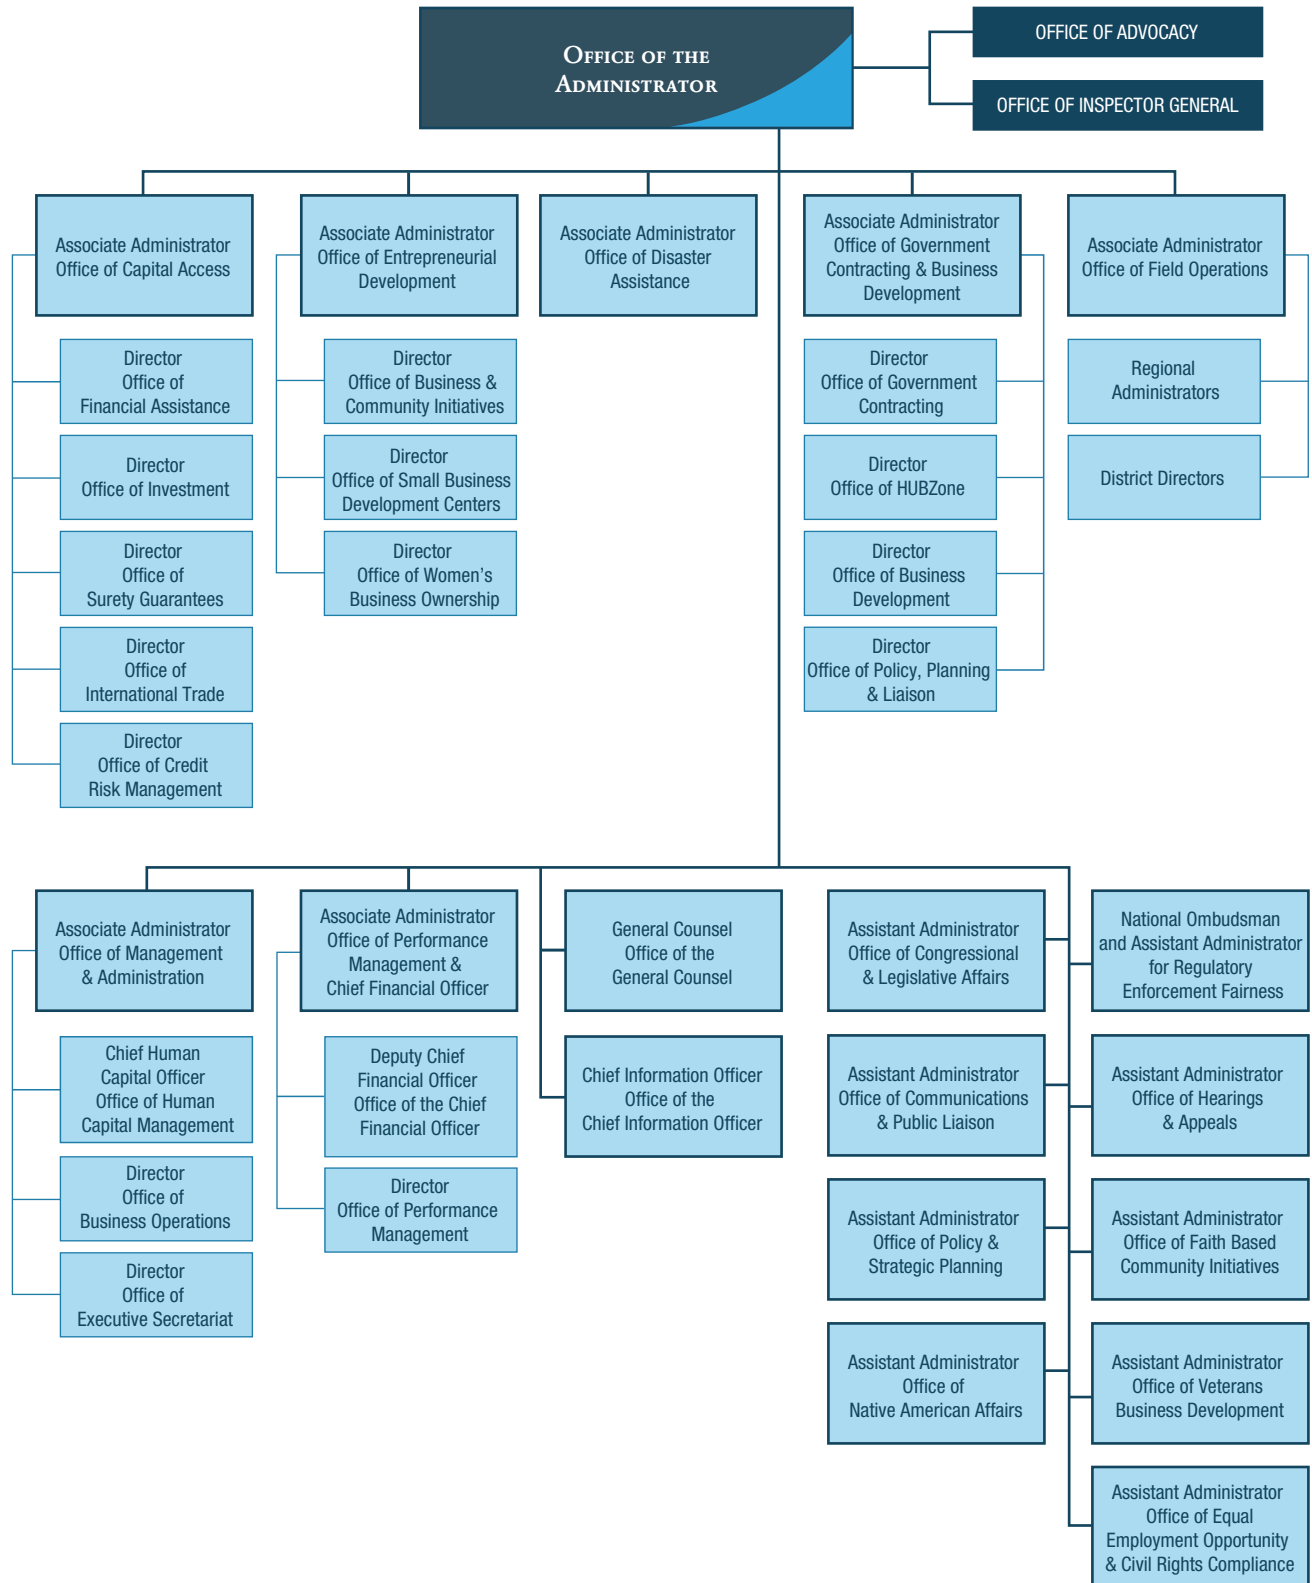 OFFICE OF THE
ADMINISTRATOR
OFFICE OF ADVOCACY
OFFICE OF INSPECTOR GENERAL
Associate Administrator
Office of Capital Access
Director
Office of
Financial Assistance
Director
Office of Investment
Director
Office of
Surety Guarantees
Director
Office of
International Trade
Director
Office of Credit
Risk Management
Associate Administrator
Office of Entrepreneurial
Development
Director
Office of Business &
Community Initiatives
Director
Office of Small Business
Development Centers
Director
Office of Women's
Business Ownership
Associate Administrator
Office of Disaster
Assistance
Associate Administrator
Office of Government
Contracting & Business
Development
Director
Office of Government
Contracting
Director
Office of HUBZone
Director
Office of Business
Development
Director
Office of Policy, Planning
& Liaison
Associate Administrator
Office of Field Operations
Regional
Administrators
District Directors
Associate Administrator
Office of Management
& Administration
Chief Human
Capital Officer
Office of Human
Capital Management
Director
Office of
Business Operations
Director
Office of
Executive Secretariat
Associate Administrator
Office of Performance
Management &
Chief Financial Officer
Deputy Chief
Financial Officer
Office of the Chief
Financial Officer
Director
Office of Performance
Management
General Counsel
Office of the
General Counsel
Chief Information Officer
Office of the
Chief Information Officer
Assistant Administrator
Office of Congressional
& Legislative Affairs
Assistant Administrator
Office of Communications
& Public Liaison
Assistant Administrator
Office of Policy &
Strategic Planning
Assistant Administrator
Office of
Native American Affairs
National Ombudsman
and Assistant Administrator
for Regulatory
Enforcement Fairness
Assistant Administrator
Office of Hearings
& Appeals
Assistant Administrator
Office of Faith Based
Community Initiatives
Assistant Administrator
Office of Veterans
Business Development
Assistant Administrator
Office of Equal
Employment Opportunity
& Civil Rights Compliance